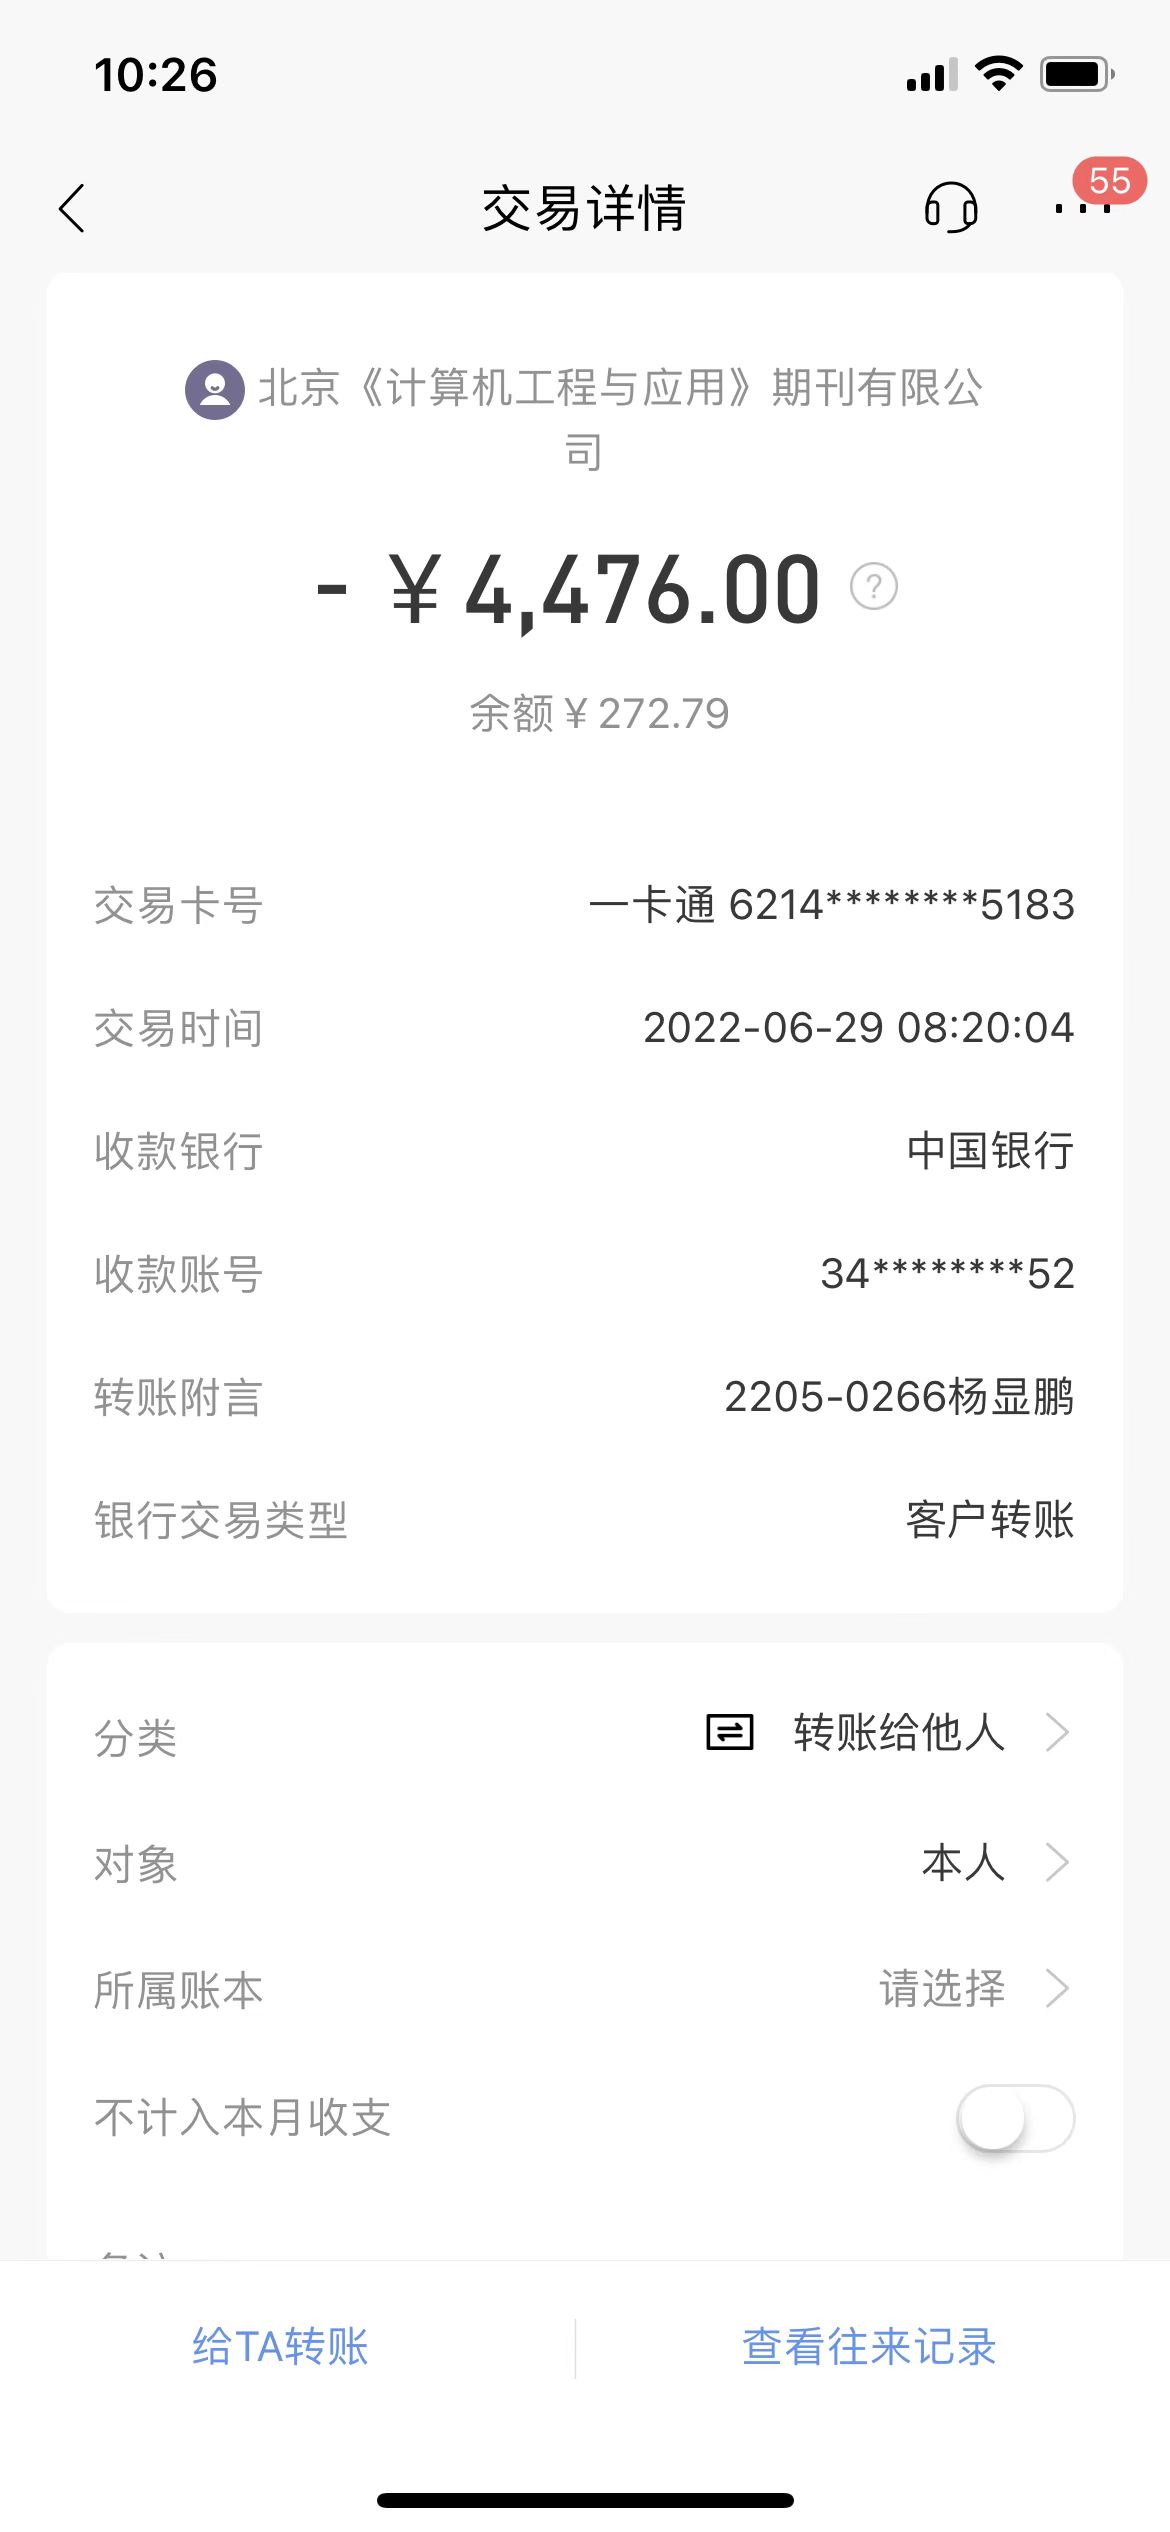 10:26
交易详情
55
北京《计算机工程与应用》期刊有限公
司
- ¥ 4,476.00 ?
余额 ¥ 272.79
交易卡号 一卡通 6214********5183
交易时间 2022-06-29 08:20:04
收款银行 中国银行
收款账号 34********52
转账附言 2205-0266杨显鹏
银行交易类型 客户转账
分类 转账给他人
对象 本人
所属账本 请选择
不计入本月收支
给TA转账 查看往来记录